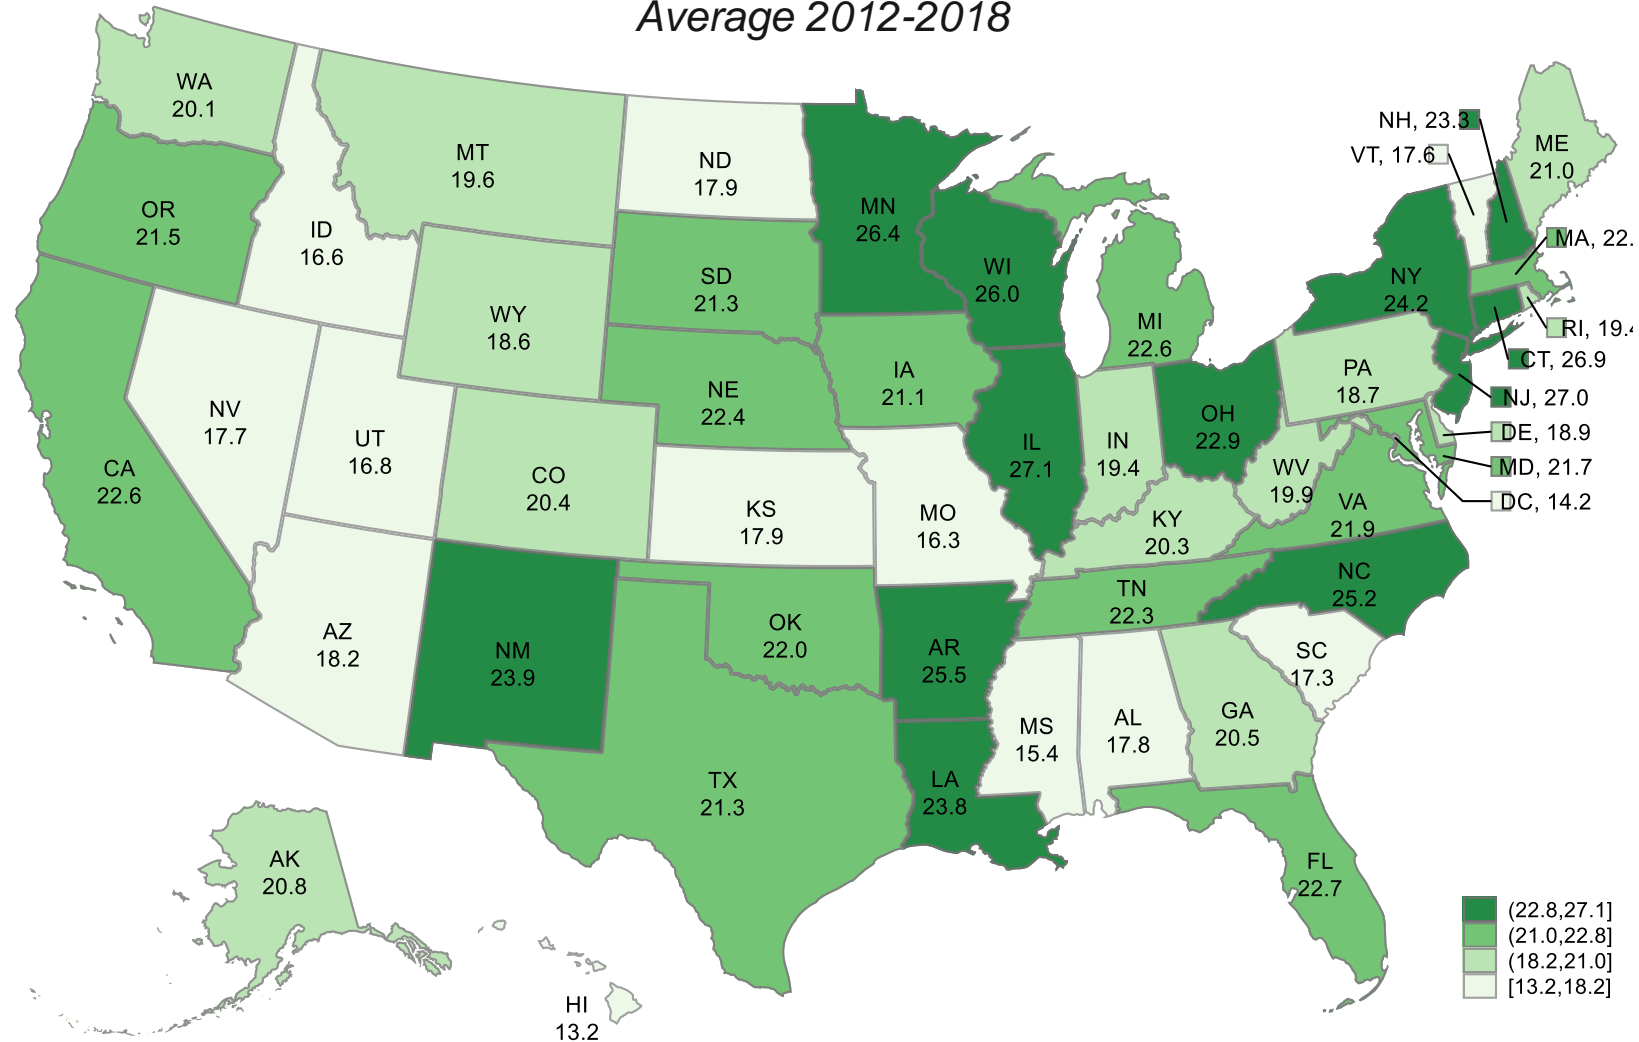 Average 2012-2018
WA
20.1
MT
19.6
ND
17.9
OR
21.5
ID
16.6
WY
18.6
SD
21.3
NE
22.4
MN
26.4
WI
26.0
MI
22.6
IA
21.1
NV
17.7
UT
16.8
CO
20.4
CA
22.6
KS
17.9
MO
16.3
IL
27.1
IN
19.4
OH
22.9
PA
18.7
NY
24.2
NH, 23.3
VT, 17.6
ME
21.0
MA, 22.
RI, 19.4
CT, 26.9
NJ, 27.0
DE, 18.9
MD, 21.7
DC, 14.2
WV
19.9
VA
21.9
KY
20.3
NC
25.2
TN
22.3
SC
17.3
AZ
18.2
NM
23.9
OK
22.0
AR
25.5
MS
15.4
AL
17.8
GA
20.5
TX
21.3
LA
23.8
FL
22.7
AK
20.8
HI
13.2
(22.8,27.1]
(21.0,22.8]
(18.2,21.0]
[13.2,18.2]